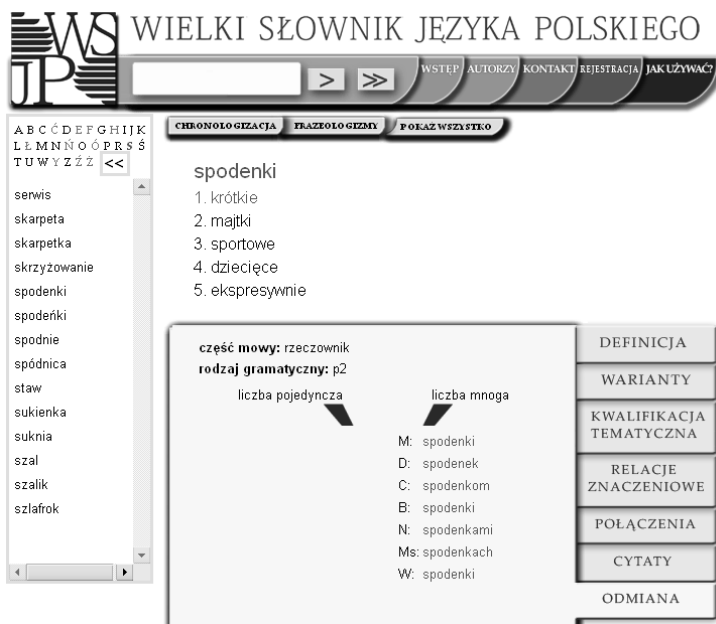 WSJP
WIELKI SŁOWNIK JĘZYKA POLSKIEGO
> >> WSTĘP AUTORZY KONTAKT REJESTRACJA JAK UŻYWAĆ?
A B C Ć D E F G H I J K
L Ł M N Ń O Ó P R S Ś
T U W Y Z Ź Ż <<
CHRONOLOGIZACJA FRAZEOLOGIZMY POKAŻ WSZYSTKO
serwis
skarpeta
skarpetka
skrzyżowanie
spodenki
spodeńki
spodnie
spódnica
staw
sukienka
suknia
szal
szalik
szlafrok
spodenki
1. krótkie
2. majtki
3. sportowe
4. dziecięce
5. ekspresywnie
część mowy: rzeczownik
rodzaj gramatyczny: p2
liczba pojedyncza liczba mnoga
M: spodenki
D: spodenek
C: spodenkom
B: spodenki
N: spodenkami
Ms: spodenkach
W: spodenki
DEFINICJA
WARIANTY
KWALIFIKACJA
TEMATYCZNA
RELACJE
ZNACZENIOWE
POŁĄCZENIA
CYTATY
ODMIANA